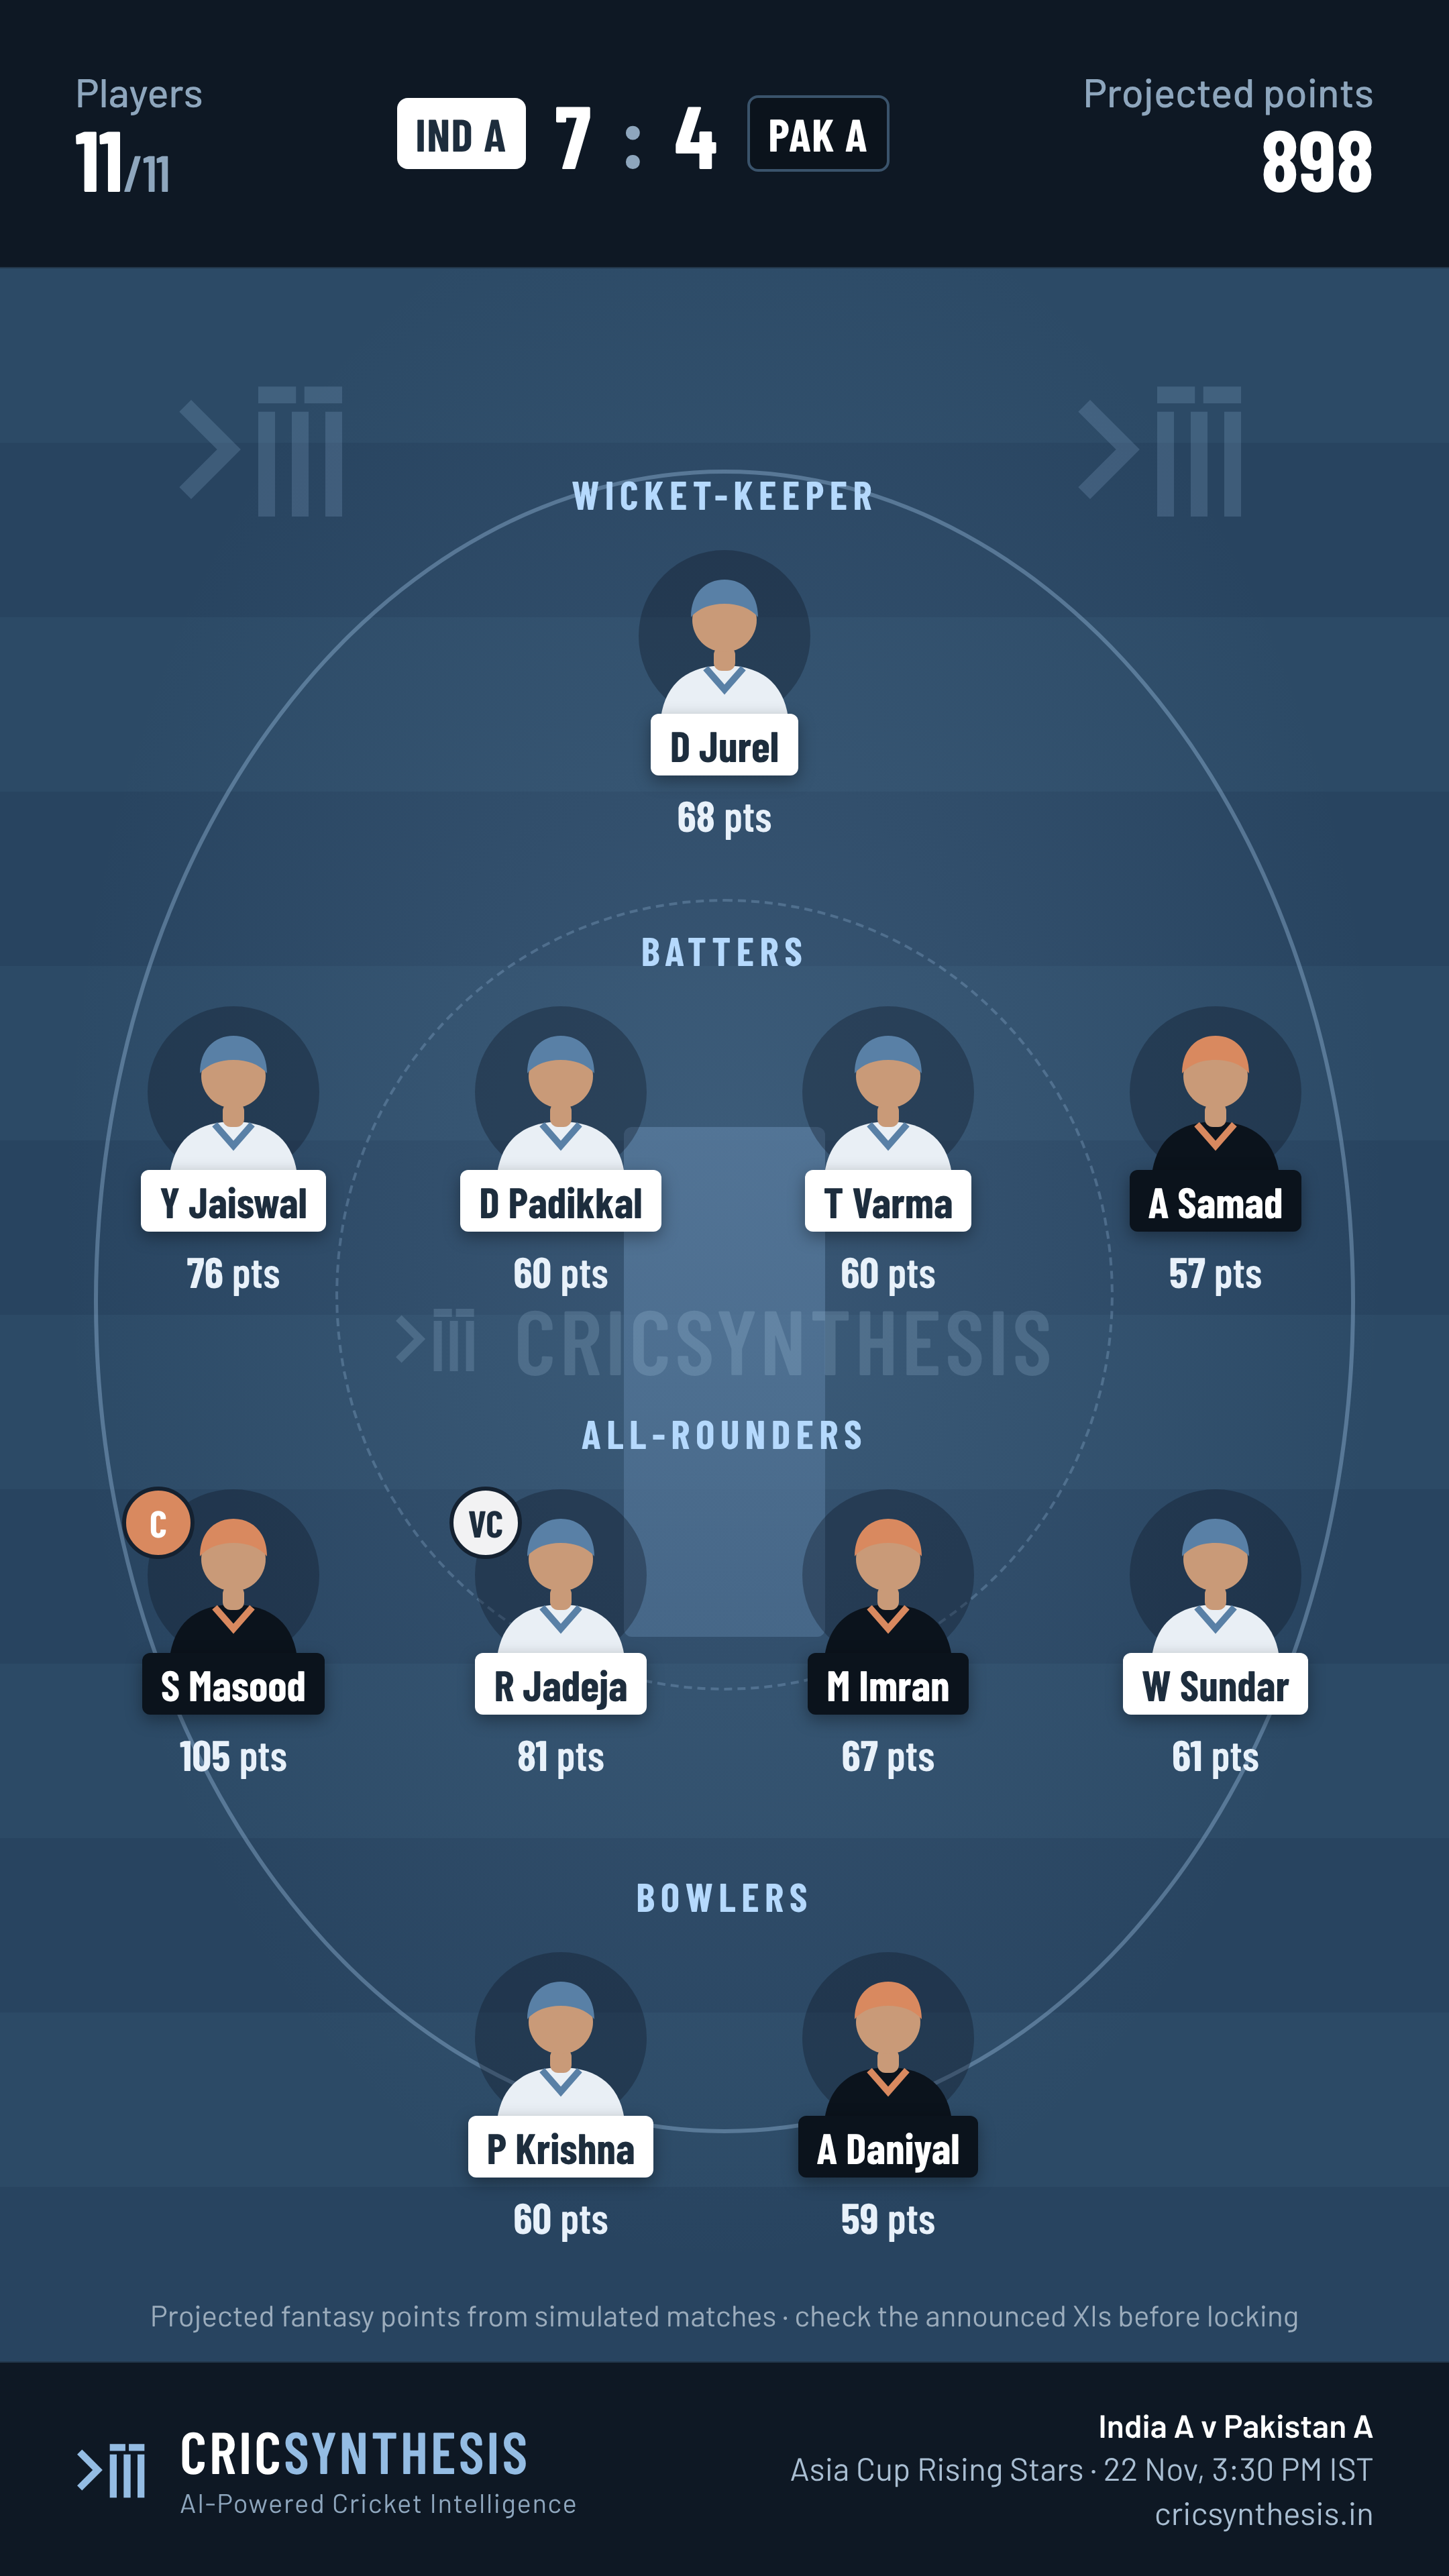 Players
11/11
IND A 7 : 4 PAK A
Projected points
898
WICKET-KEEPER
D Jurel
68 pts
BATTERS
Y Jaiswal D Padikkal T Varma A Samad
76 pts 60 pts 60 pts 57 pts
CRICSYNTHESIS
ALL-ROUNDERS
C VC
S Masood R Jadeja M Imran W Sundar
105 pts 81 pts 67 pts 61 pts
BOWLERS
P Krishna A Daniyal
60 pts 59 pts
Projected fantasy points from simulated matches · check the announced XIs before locking
CRICSYNTHESIS
AI-Powered Cricket Intelligence
India A v Pakistan A
Asia Cup Rising Stars · 22 Nov, 3:30 PM IST
cricsynthesis.in